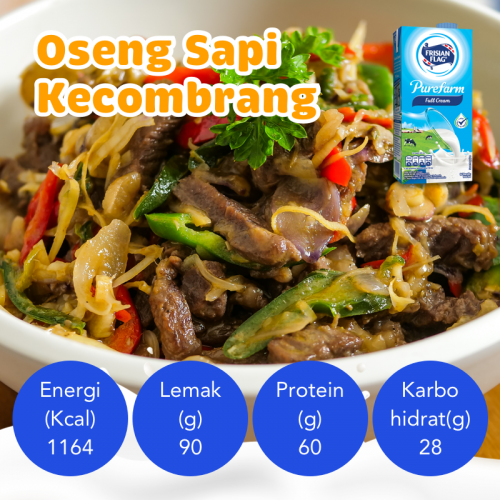 Oseng Sapi
Kecombrang
FRISIAN
FLAG
Purefarm
Full Cream
Energi
(Kcal)
1164
Lemak
(g)
90
Protein
(g)
60
Karbo
hidrat(g)
28